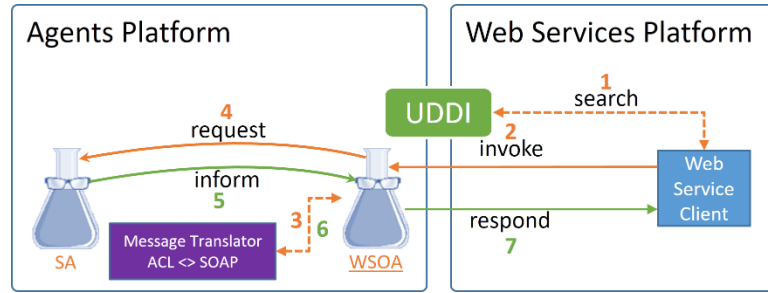 Agents Platform
Web Services Platform
UDDI
1
search
2
invoke
4
request
inform
5
3
6
Message Translator
ACL <> SOAP
SA
WSOA
Web
Service
Client
respond
7